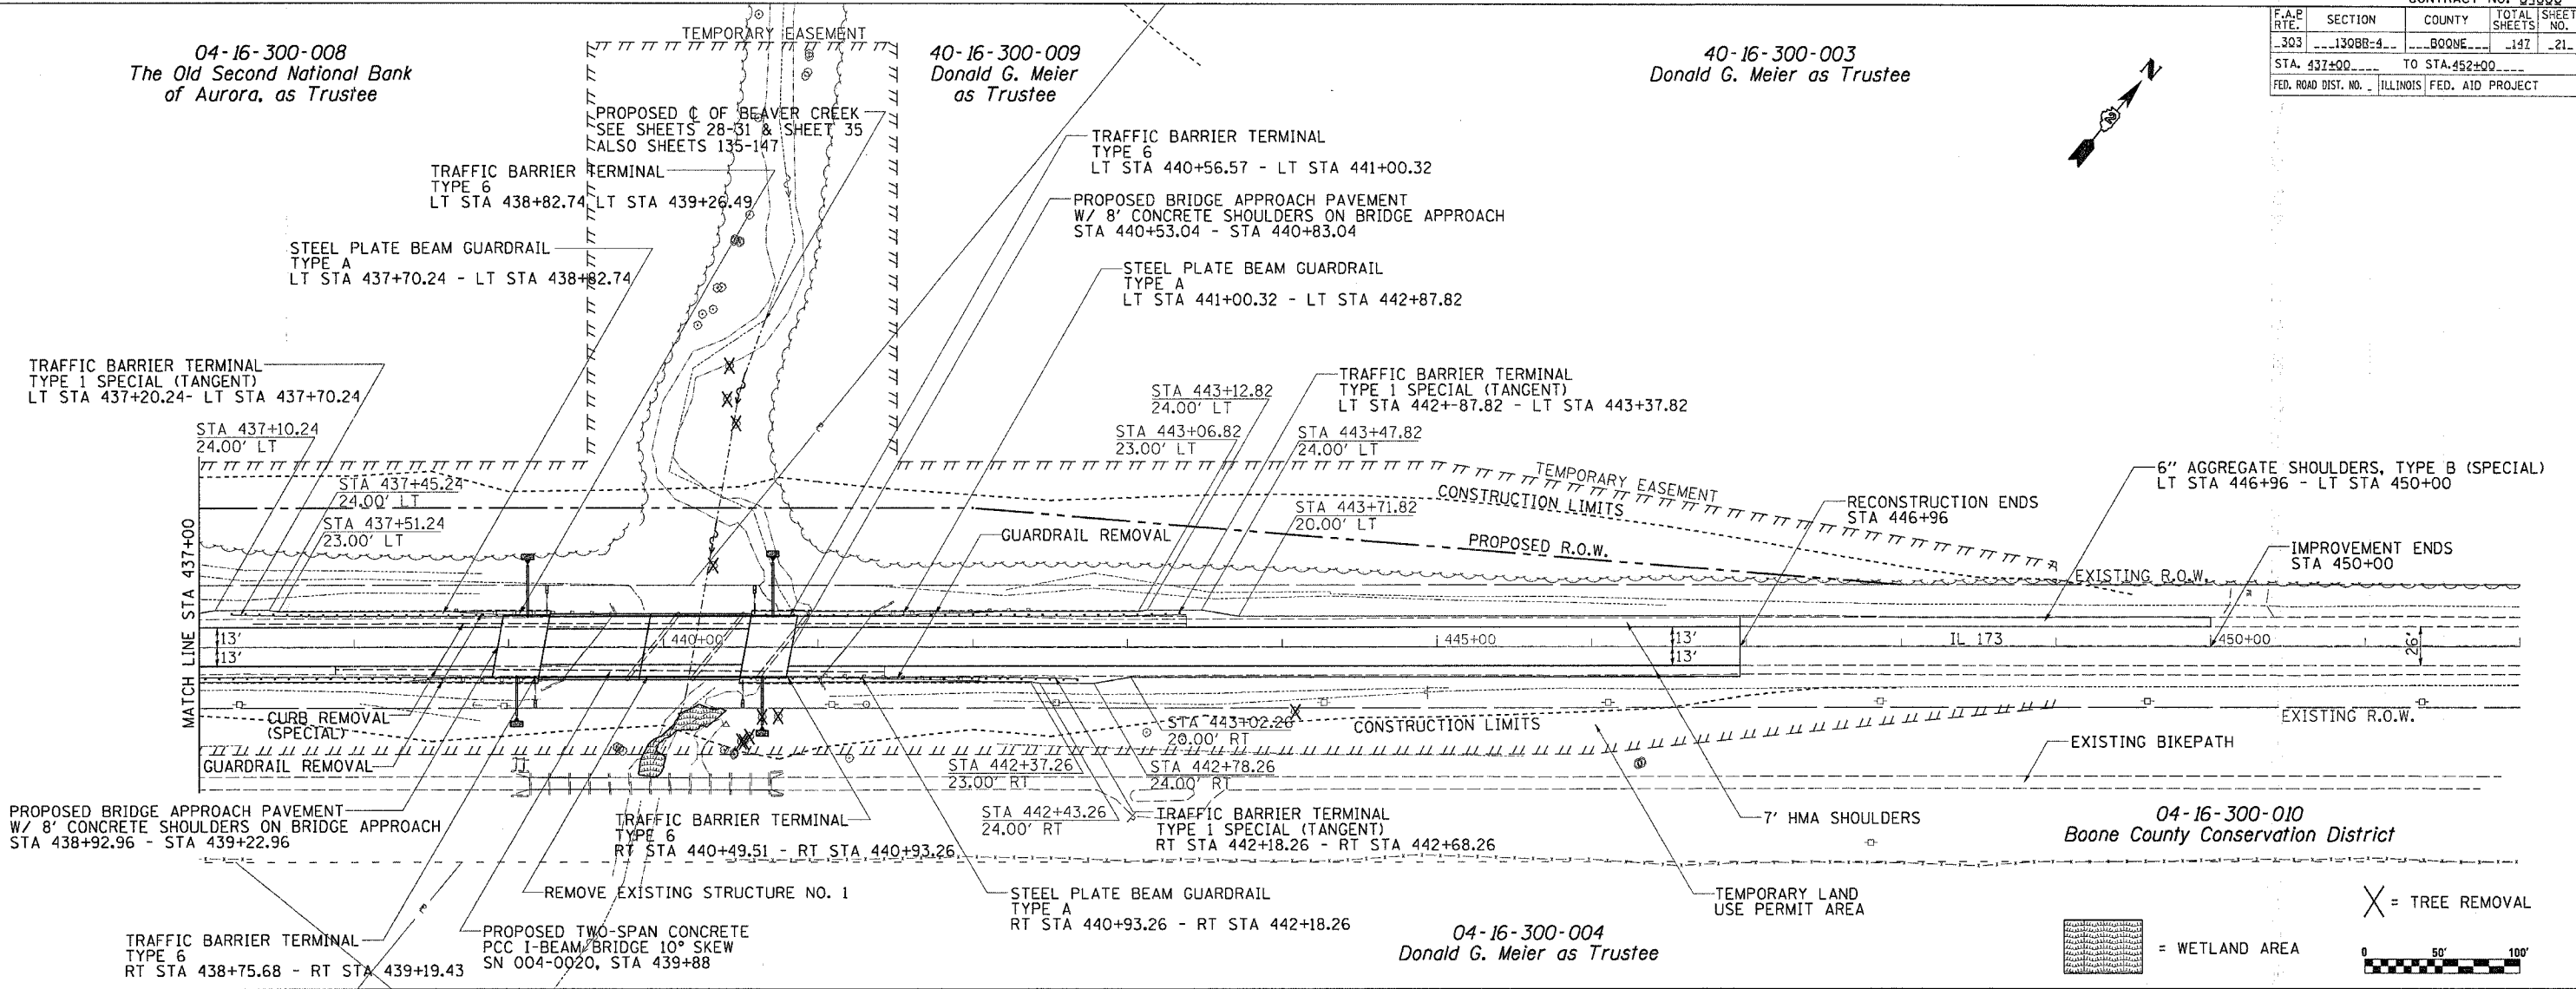 CONTRACT NO.
F.A.P. RTE.
SECTION
COUNTY
TOTAL SHEETS
SHEET NO.
303
130BR-4
BOONE
147
21
STA. 437+00 TO STA. 452+00
FED. ROAD DIST. NO. _ ILLINOIS FED. AID PROJECT
04-16-300-008
The Old Second National Bank
of Aurora, as Trustee
TEMPORARY EASEMENT
40-16-300-009
Donald G. Meier
as Trustee
40-16-300-003
Donald G. Meier as Trustee
N
PROPOSED ℄ OF BEAVER CREEK
SEE SHEETS 28-31 & SHEET 35
ALSO SHEETS 135-147
TRAFFIC BARRIER TERMINAL
TYPE 6
LT STA 438+82.74 LT STA 439+26.49
TRAFFIC BARRIER TERMINAL
TYPE 6
LT STA 440+56.57 - LT STA 441+00.32
PROPOSED BRIDGE APPROACH PAVEMENT
W/ 8' CONCRETE SHOULDERS ON BRIDGE APPROACH
STA 440+53.04 - STA 440+83.04
STEEL PLATE BEAM GUARDRAIL
TYPE A
LT STA 437+70.24 - LT STA 438+82.74
STEEL PLATE BEAM GUARDRAIL
TYPE A
LT STA 441+00.32 - LT STA 442+87.82
TRAFFIC BARRIER TERMINAL
TYPE 1 SPECIAL (TANGENT)
LT STA 437+20.24- LT STA 437+70.24
STA 443+12.82
24.00' LT
TRAFFIC BARRIER TERMINAL
TYPE 1 SPECIAL (TANGENT)
LT STA 442+-87.82 - LT STA 443+37.82
STA 437+10.24
24.00' LT
STA 443+06.82
23.00' LT
STA 443+47.82
24.00' LT
STA 437+45.24
24.00' LT
STA 437+51.24
23.00' LT
TEMPORARY EASEMENT
CONSTRUCTION LIMITS
STA 443+71.82
20.00' LT
RECONSTRUCTION ENDS
STA 446+96
6" AGGREGATE SHOULDERS, TYPE B (SPECIAL)
LT STA 446+96 - LT STA 450+00
GUARDRAIL REMOVAL
PROPOSED R.O.W.
IMPROVEMENT ENDS
STA 450+00
EXISTING R.O.W.
MATCH LINE STA 437+00
13'
13'
440+00
445+00
13'
13'
IL 173
450+00
26'
CURB REMOVAL
(SPECIAL)
GUARDRAIL REMOVAL
STA 443+02.26
20.00' RT
CONSTRUCTION LIMITS
EXISTING R.O.W.
EXISTING BIKEPATH
STA 442+37.26
23.00' RT
STA 442+78.26
24.00' RT
STA 442+43.26
24.00' RT
PROPOSED BRIDGE APPROACH PAVEMENT
W/ 8' CONCRETE SHOULDERS ON BRIDGE APPROACH
STA 438+92.96 - STA 439+22.96
TRAFFIC BARRIER TERMINAL
TYPE 6
RT STA 440+49.51 - RT STA 440+93.26
TRAFFIC BARRIER TERMINAL
TYPE 1 SPECIAL (TANGENT)
RT STA 442+18.26 - RT STA 442+68.26
7' HMA SHOULDERS
04-16-300-010
Boone County Conservation District
REMOVE EXISTING STRUCTURE NO. 1
STEEL PLATE BEAM GUARDRAIL
TYPE A
RT STA 440+93.26 - RT STA 442+18.26
TEMPORARY LAND
USE PERMIT AREA
TRAFFIC BARRIER TERMINAL
TYPE 6
RT STA 438+75.68 - RT STA 439+19.43
PROPOSED TWO-SPAN CONCRETE
PCC I-BEAM BRIDGE 10° SKEW
SN 004-0020, STA 439+88
04-16-300-004
Donald G. Meier as Trustee
= WETLAND AREA
X = TREE REMOVAL
0 50' 100'